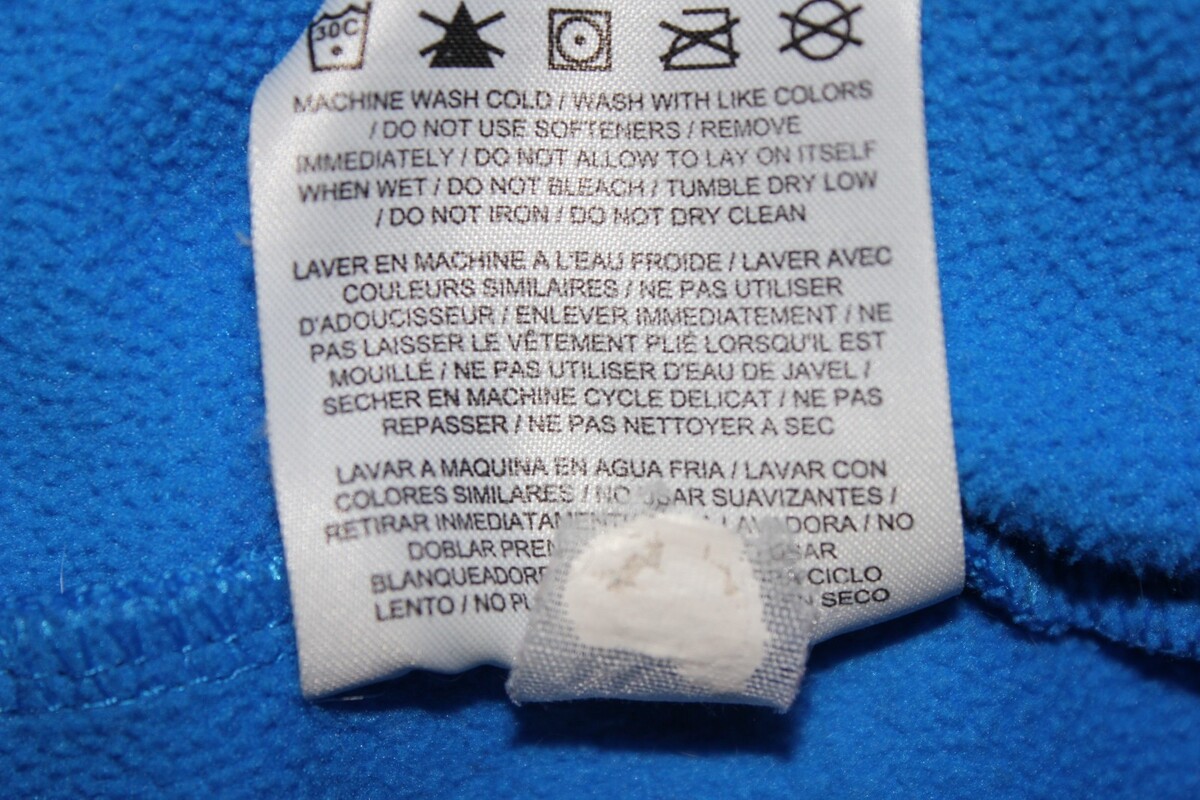 30C
MACHINE WASH COLD / WASH WITH LIKE COLORS
/ DO NOT USE SOFTENERS / REMOVE
IMMEDIATELY / DO NOT ALLOW TO LAY ON ITSELF
WHEN WET / DO NOT BLEACH / TUMBLE DRY LOW
/ DO NOT IRON / DO NOT DRY CLEAN
LAVER EN MACHINE A L'EAU FROIDE / LAVER AVEC
COULEURS SIMILAIRES / NE PAS UTILISER
D'ADOUCISSEUR / ENLEVER IMMEDIATEMENT / NE
PAS LAISSER LE VÊTEMENT PLIÉ LORSQU'IL EST
MOUILLÉ / NE PAS UTILISER D'EAU DE JAVEL /
SECHER EN MACHINE CYCLE DELICAT / NE PAS
REPASSER / NE PAS NETTOYER A SEC
LAVAR A MAQUINA EN AGUA FRIA / LAVAR CON
COLORES SIMILARES / NO USAR SUAVIZANTES /
RETIRAR LAVADORA / NO
DOBLAR
CICLO
LENTO / NO SECO